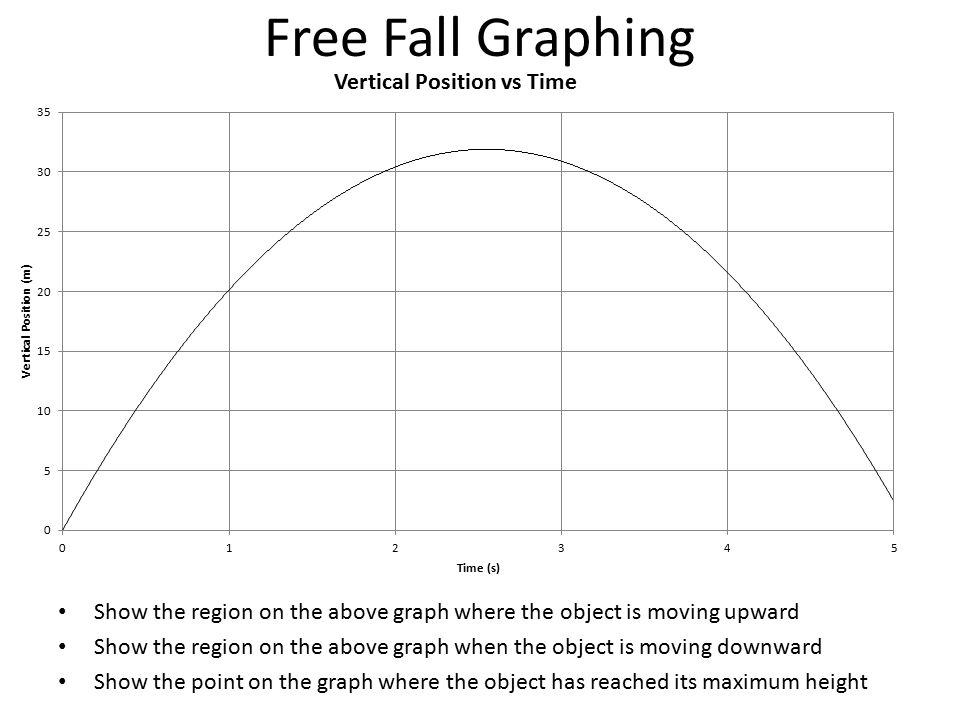 Free Fall Graphing
Vertical Position vs Time
35
30
25
20
15
10
5
0
Vertical Position (m)
0 1 2 3 4 5
Time (s)
• Show the region on the above graph where the object is moving upward
• Show the region on the above graph when the object is moving downward
• Show the point on the graph where the object has reached its maximum height